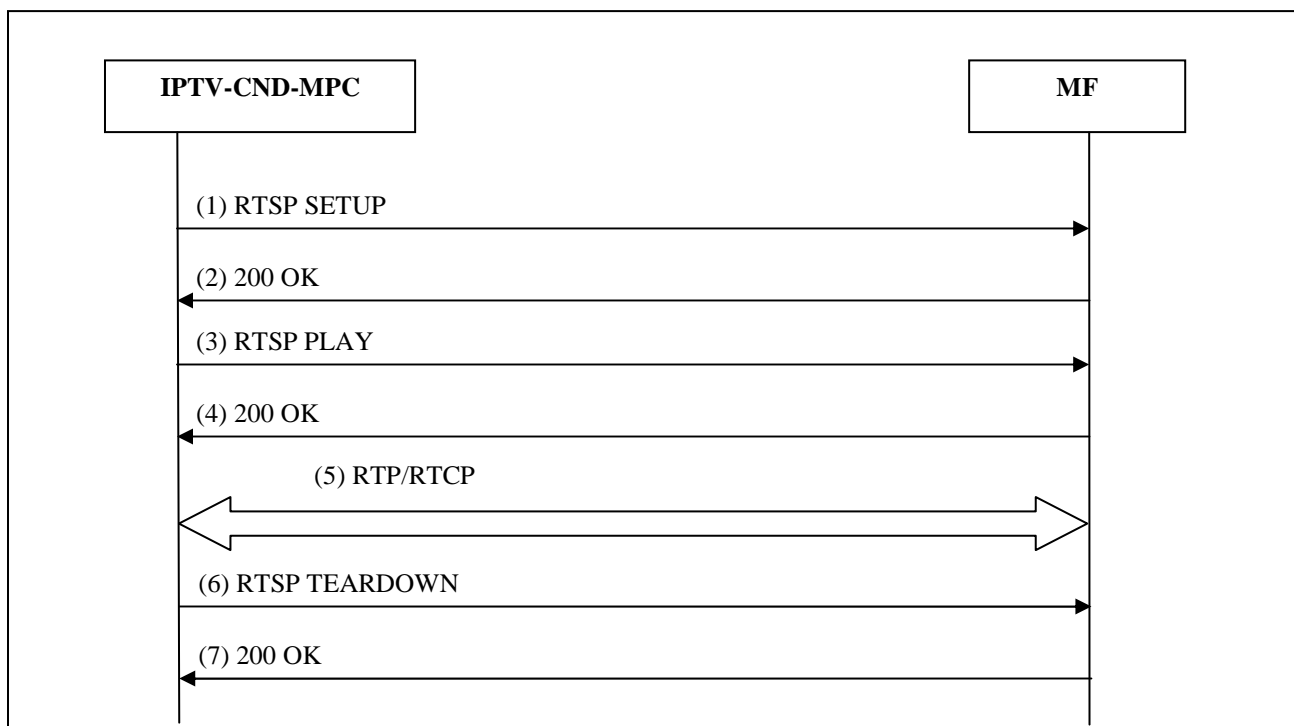 IPTV-CND-MPC
MF
(1) RTSP SETUP
(2) 200 OK
(3) RTSP PLAY
(4) 200 OK
(5) RTP/RTCP
(6) RTSP TEARDOWN
(7) 200 OK